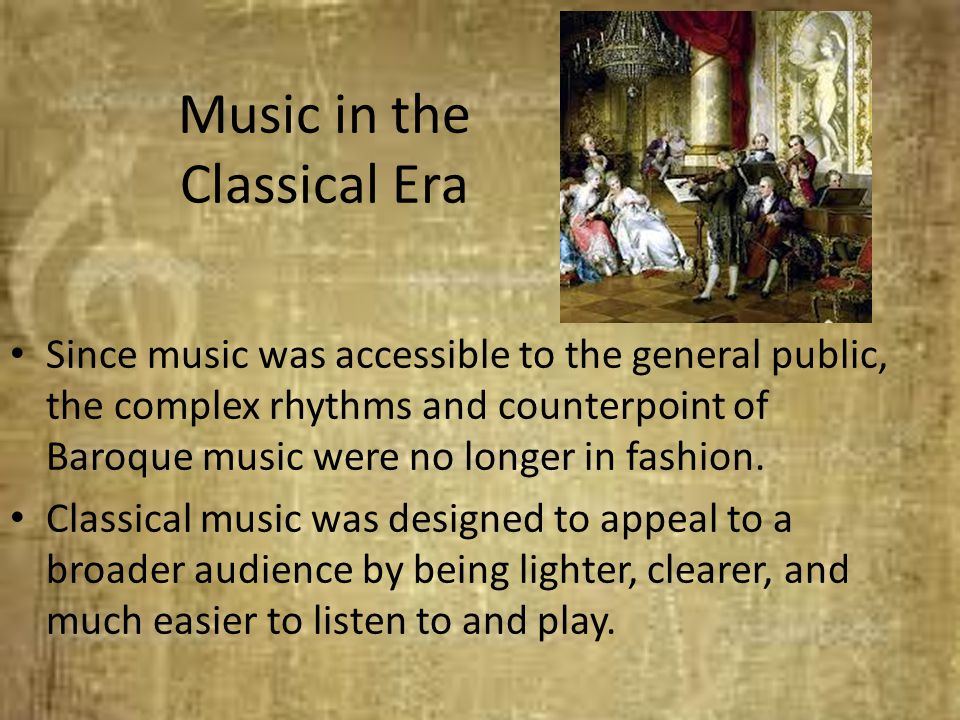 Music in the
Classical Era
• Since music was accessible to the general public,
the complex rhythms and counterpoint of
Baroque music were no longer in fashion.
• Classical music was designed to appeal to a
broader audience by being lighter, clearer, and
much easier to listen to and play.